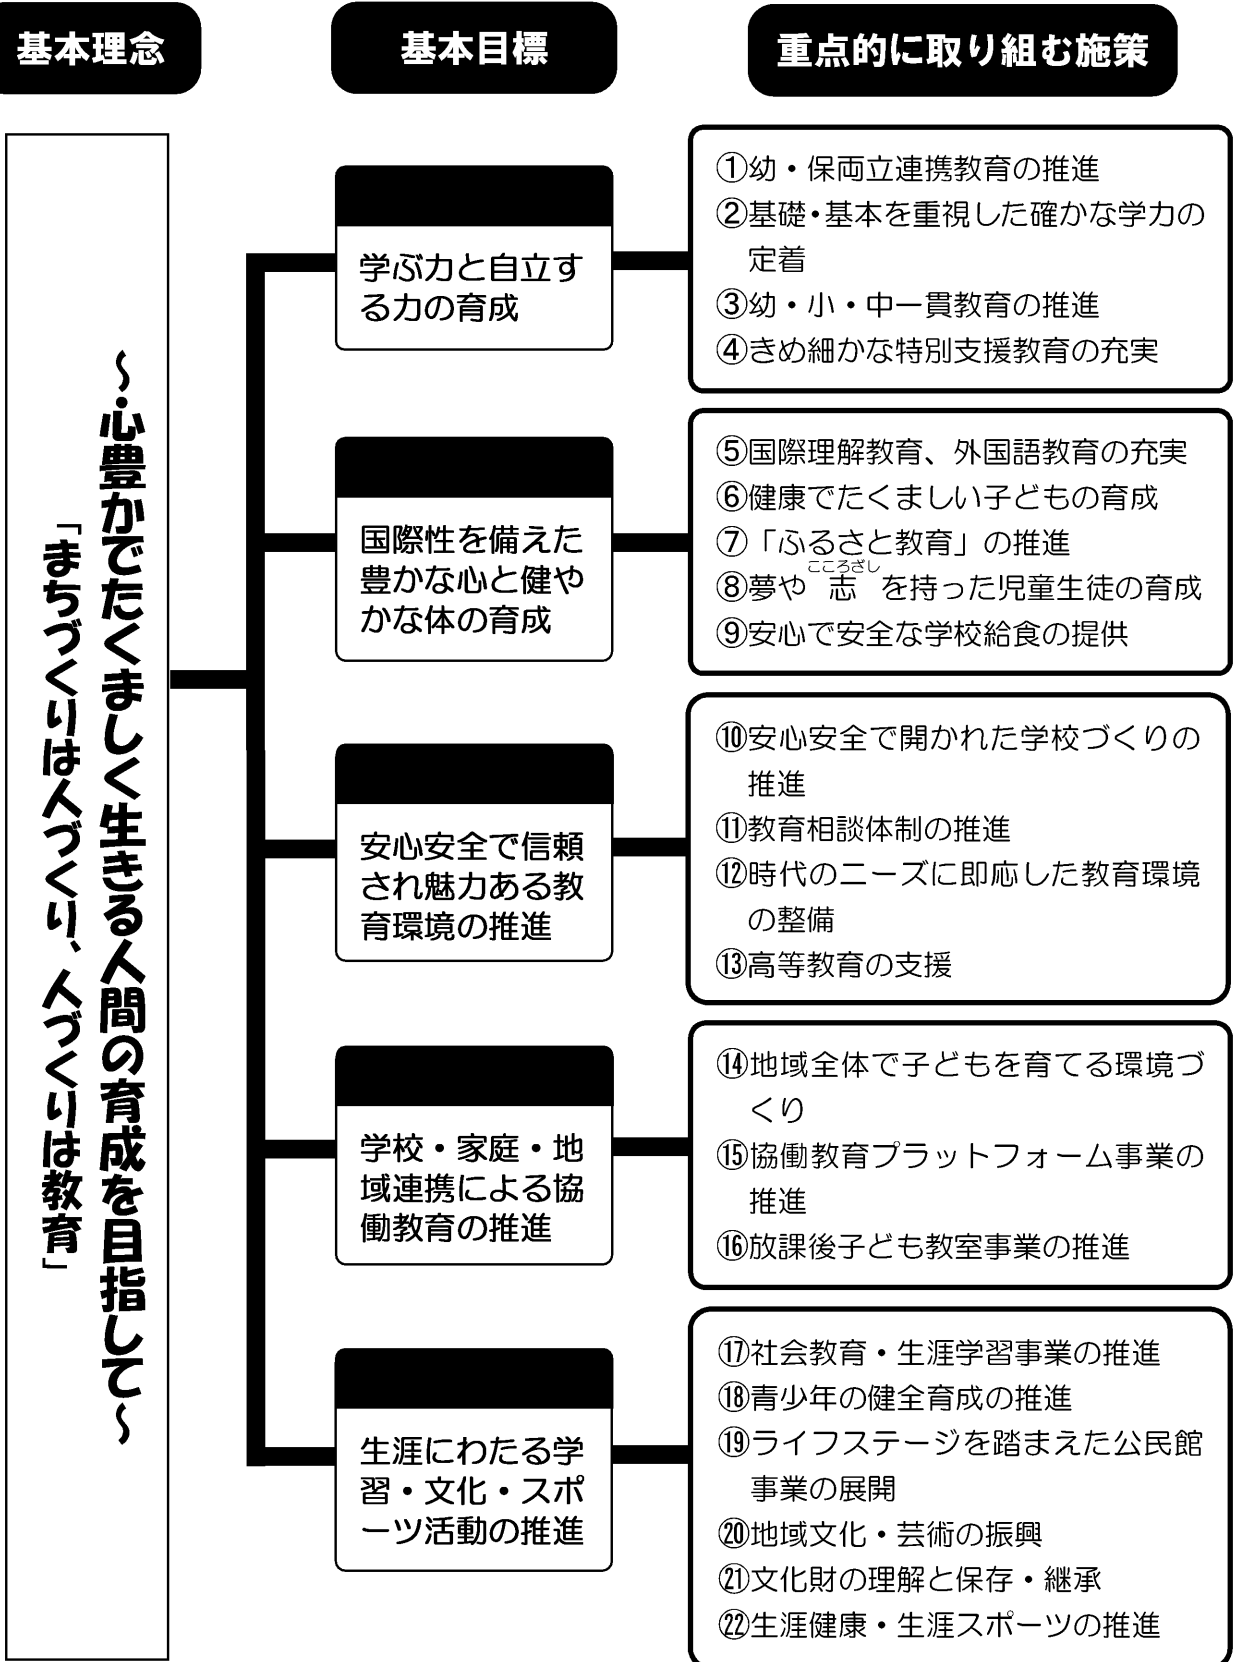 基本理念
基本目標
重点的に取り組む施策
～心豊かでたくましく生きる人間の育成を目指して～
「まちづくりは人づくり、人づくりは教育」
学ぶ力と自立す
る力の育成
①幼・保両立連携教育の推進
②基礎・基本を重視した確かな学力の
定着
③幼・小・中一貫教育の推進
④きめ細かな特別支援教育の充実
国際性を備えた
豊かな心と健や
かな体の育成
⑤国際理解教育、外国語教育の充実
⑥健康でたくましい子どもの育成
⑦「ふるさと教育」の推進
こころざし
⑧夢や志を持った児童生徒の育成
⑨安心で安全な学校給食の提供
安心安全で信頼
され魅力ある教
育環境の推進
⑩安心安全で開かれた学校づくりの
推進
⑪教育相談体制の推進
⑫時代のニーズに即応した教育環境
の整備
⑬高等教育の支援
学校・家庭・地
域連携による協
働教育の推進
⑭地域全体で子どもを育てる環境づ
くり
⑮協働教育プラットフォーム事業の
推進
⑯放課後子ども教室事業の推進
生涯にわたる学
習・文化・スポ
ーツ活動の推進
⑰社会教育・生涯学習事業の推進
⑱青少年の健全育成の推進
⑲ライフステージを踏まえた公民館
事業の展開
⑳地域文化・芸術の振興
㉑文化財の理解と保存・継承
㉒生涯健康・生涯スポーツの推進